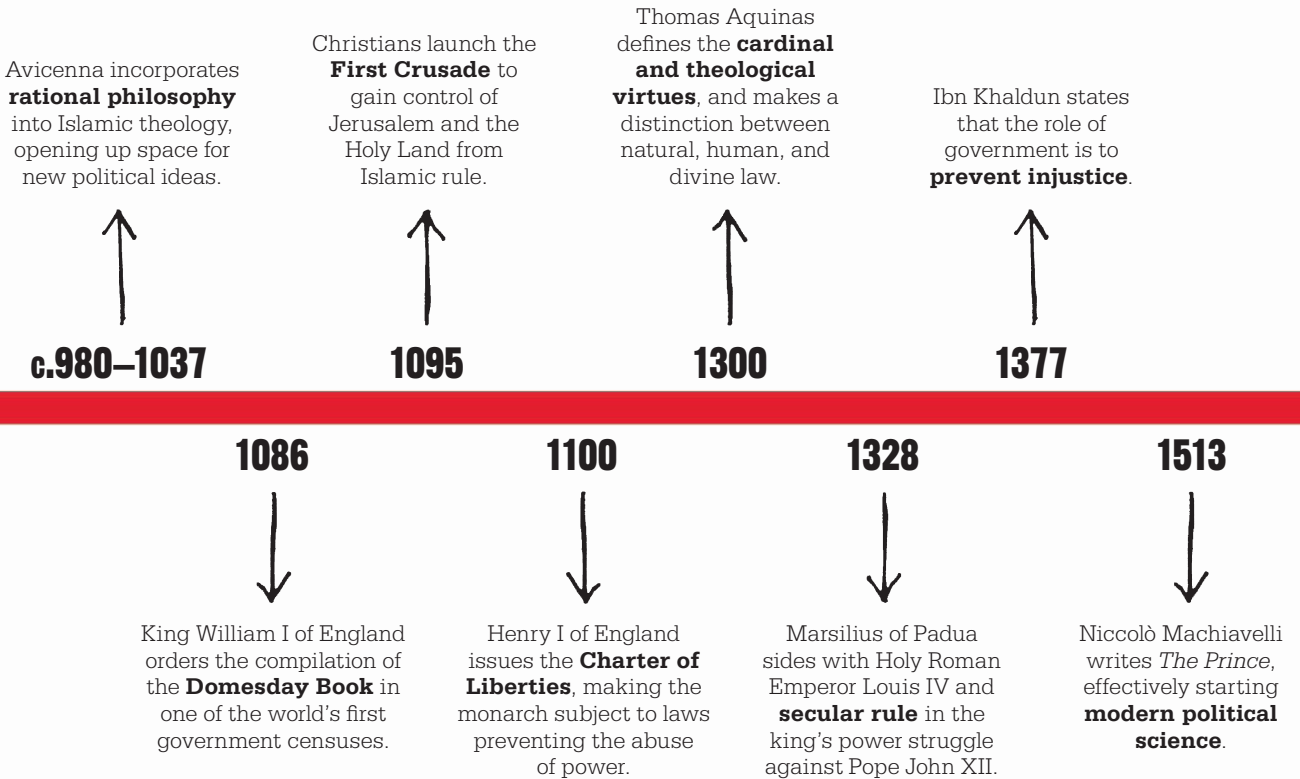 Avicenna incorporates
rational philosophy
into Islamic theology,
opening up space for
new political ideas.
Christians launch the
First Crusade to
gain control of
Jerusalem and the
Holy Land from
Islamic rule.
Thomas Aquinas
defines the cardinal
and theological
virtues, and makes a
distinction between
natural, human, and
divine law.
Ibn Khaldun states
that the role of
government is to
prevent injustice.
c.980–1037
1095
1300
1377
1086
1100
1328
1513
King William I of England
orders the compilation of
the Domesday Book in
one of the world's first
government censuses.
Henry I of England
issues the Charter of
Liberties, making the
monarch subject to laws
preventing the abuse
of power.
Marsilius of Padua
sides with Holy Roman
Emperor Louis IV and
secular rule in the
king's power struggle
against Pope John XII.
Niccolò Machiavelli
writes The Prince,
effectively starting
modern political
science.